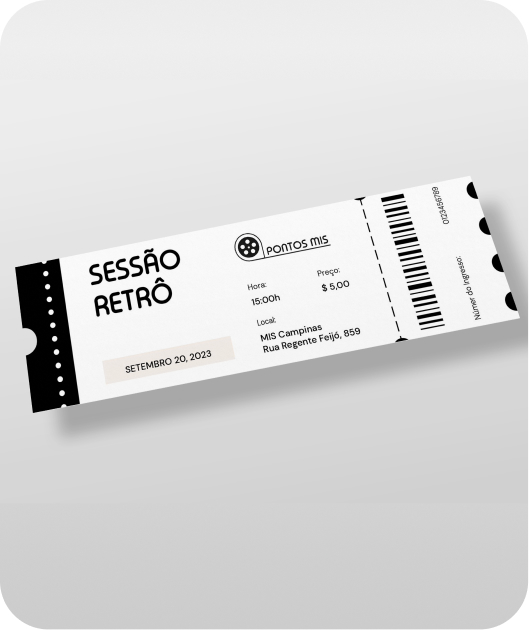 SESSÃO
RETRÔ
SETEMBRO 20, 2023
PONTOS MIS
Hora:
15:00h
Preço:
$ 5,00
Local:
MIS Campinas
Rua Regente Feijó, 859
Númer do Ingresso:
0123456789